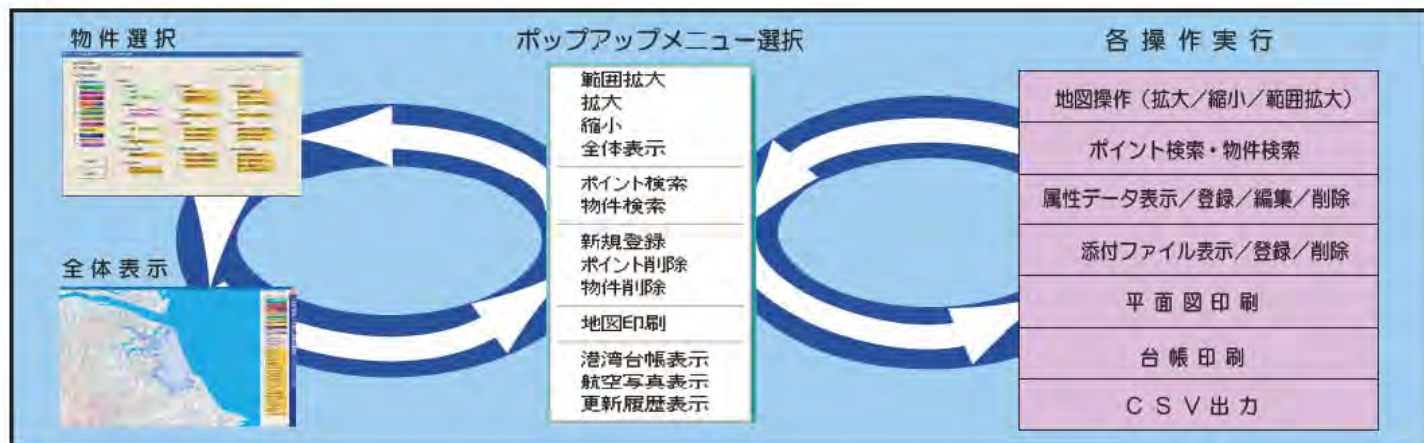 物件選択
全体表示
ポップアップメニュー選択
範囲拡大
拡大
縮小
全体表示
ポイント検索
物件検索
新規登録
ポイント削除
物件削除
地図印刷
港湾台帳表示
航空写真表示
更新履歴表示
各操作実行
地図操作（拡大／縮小／範囲拡大）
ポイント検索・物件検索
属性データ表示／登録／編集／削除
添付ファイル表示／登録／削除
平面図印刷
台帳印刷
ＣＳＶ出力